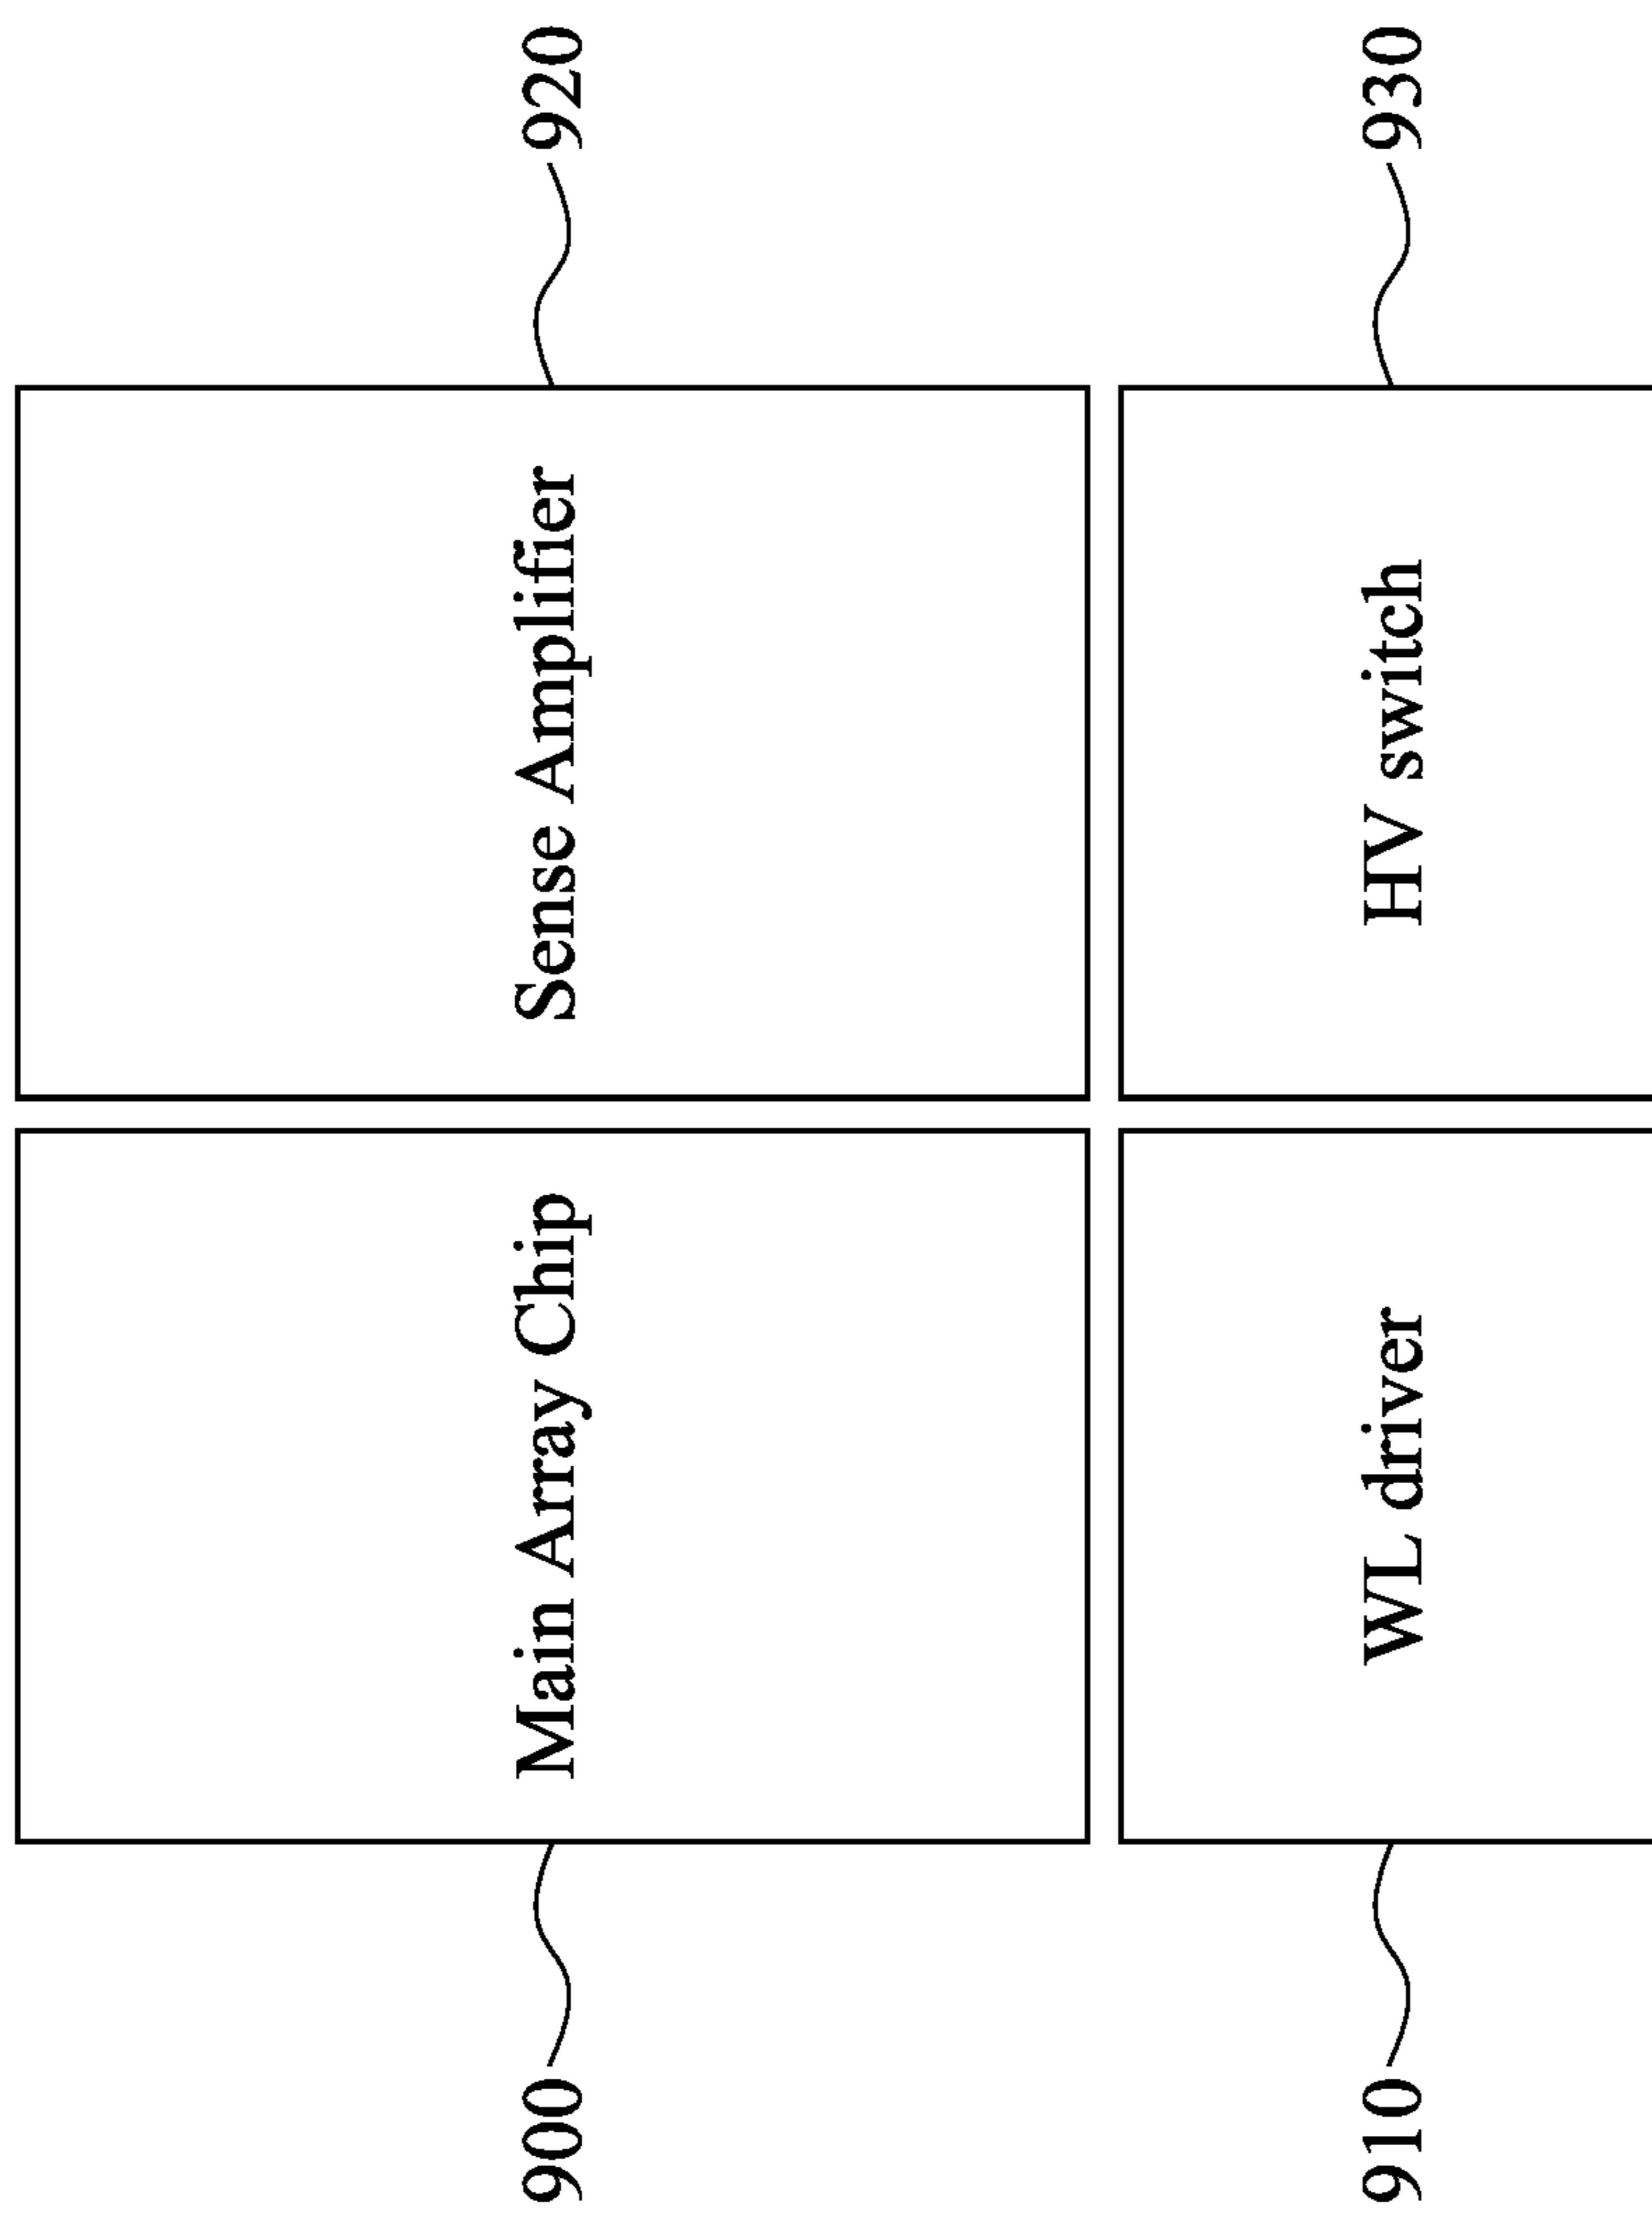 900
Main Array Chip
Sense Amplifier
920
910
WL driver
HV switch
930